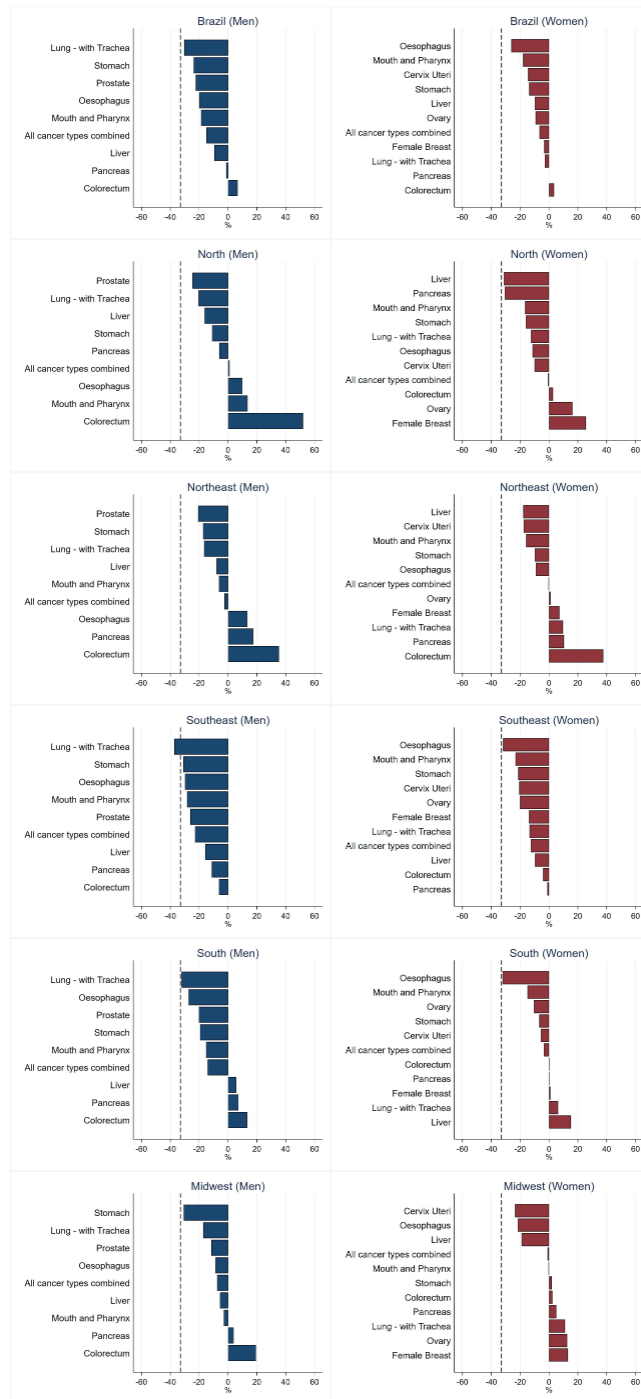 Brazil (Men)
Lung - with Trachea
Stomach
Prostate
Oesophagus
Mouth and Pharynx
All cancer types combined
Liver
Pancreas
Colorectum
-60 -40 -20 0 20 40 60
%
Brazil (Women)
Oesophagus
Mouth and Pharynx
Cervix Uteri
Stomach
Liver
Ovary
All cancer types combined
Female Breast
Lung - with Trachea
Pancreas
Colorectum
-60 -40 -20 0 20 40 60
%
North (Men)
Prostate
Lung - with Trachea
Liver
Stomach
Pancreas
All cancer types combined
Oesophagus
Mouth and Pharynx
Colorectum
-60 -40 -20 0 20 40 60
%
North (Women)
Liver
Pancreas
Mouth and Pharynx
Stomach
Lung - with Trachea
Oesophagus
Cervix Uteri
All cancer types combined
Colorectum
Ovary
Female Breast
-60 -40 -20 0 20 40 60
%
Northeast (Men)
Prostate
Stomach
Lung - with Trachea
Liver
Mouth and Pharynx
All cancer types combined
Oesophagus
Pancreas
Colorectum
-60 -40 -20 0 20 40 60
%
Northeast (Women)
Liver
Cervix Uteri
Mouth and Pharynx
Stomach
Oesophagus
All cancer types combined
Ovary
Female Breast
Lung - with Trachea
Pancreas
Colorectum
-60 -40 -20 0 20 40 60
%
Southeast (Men)
Lung - with Trachea
Stomach
Oesophagus
Mouth and Pharynx
Prostate
All cancer types combined
Liver
Pancreas
Colorectum
-60 -40 -20 0 20 40 60
%
Southeast (Women)
Oesophagus
Mouth and Pharynx
Stomach
Cervix Uteri
Ovary
Female Breast
Lung - with Trachea
All cancer types combined
Liver
Colorectum
Pancreas
-60 -40 -20 0 20 40 60
%
South (Men)
Lung - with Trachea
Oesophagus
Prostate
Stomach
Mouth and Pharynx
All cancer types combined
Liver
Pancreas
Colorectum
-60 -40 -20 0 20 40 60
%
South (Women)
Oesophagus
Mouth and Pharynx
Ovary
Stomach
Cervix Uteri
All cancer types combined
Colorectum
Pancreas
Female Breast
Lung - with Trachea
Liver
-60 -40 -20 0 20 40 60
%
Midwest (Men)
Stomach
Lung - with Trachea
Prostate
Oesophagus
All cancer types combined
Liver
Mouth and Pharynx
Pancreas
Colorectum
-60 -40 -20 0 20 40 60
%
Midwest (Women)
Cervix Uteri
Oesophagus
Liver
All cancer types combined
Mouth and Pharynx
Stomach
Colorectum
Pancreas
Lung - with Trachea
Ovary
Female Breast
-60 -40 -20 0 20 40 60
%